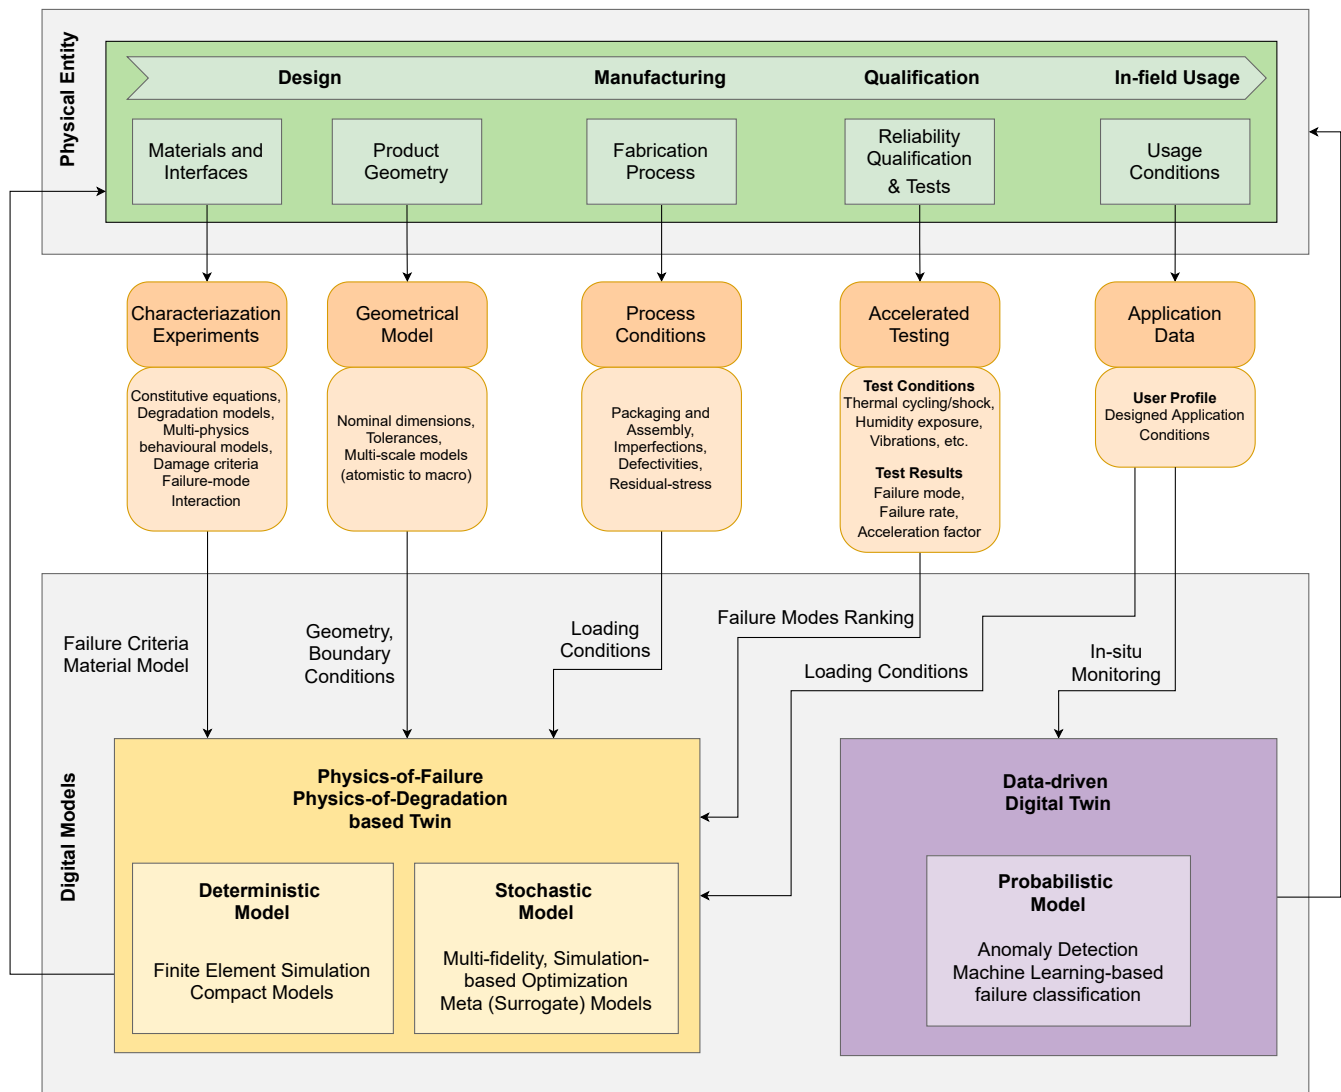 Physical Entity
Design
Manufacturing
Qualification
In-field Usage
Materials and
Interfaces
Product
Geometry
Fabrication
Process
Reliability
Qualification
& Tests
Usage
Conditions
Characteriazation
Experiments
Geometrical
Model
Process
Conditions
Accelerated
Testing
Application
Data
Constitutive equations,
Degradation models,
Multi-physics
behavioural models,
Damage criteria
Failure-mode
Interaction
Nominal dimensions,
Tolerances,
Multi-scale models
(atomistic to macro)
Packaging and
Assembly,
Imperfections,
Defectivities,
Residual-stress
Test Conditions
Thermal cycling/shock,
Humidity exposure,
Vibrations, etc.
Test Results
Failure mode,
Failure rate,
Acceleration factor
User Profile
Designed Application
Conditions
Digital Models
Failure Criteria
Material Model
Geometry,
Boundary
Conditions
Loading
Conditions
Failure Modes Ranking
Loading Conditions
In-situ
Monitoring
Physics-of-Failure
Physics-of-Degradation
based Twin
Deterministic
Model
Finite Element Simulation
Compact Models
Stochastic
Model
Multi-fidelity, Simulation-
based Optimization
Meta (Surrogate) Models
Data-driven
Digital Twin
Probabilistic
Model
Anomaly Detection
Machine Learning-based
failure classification